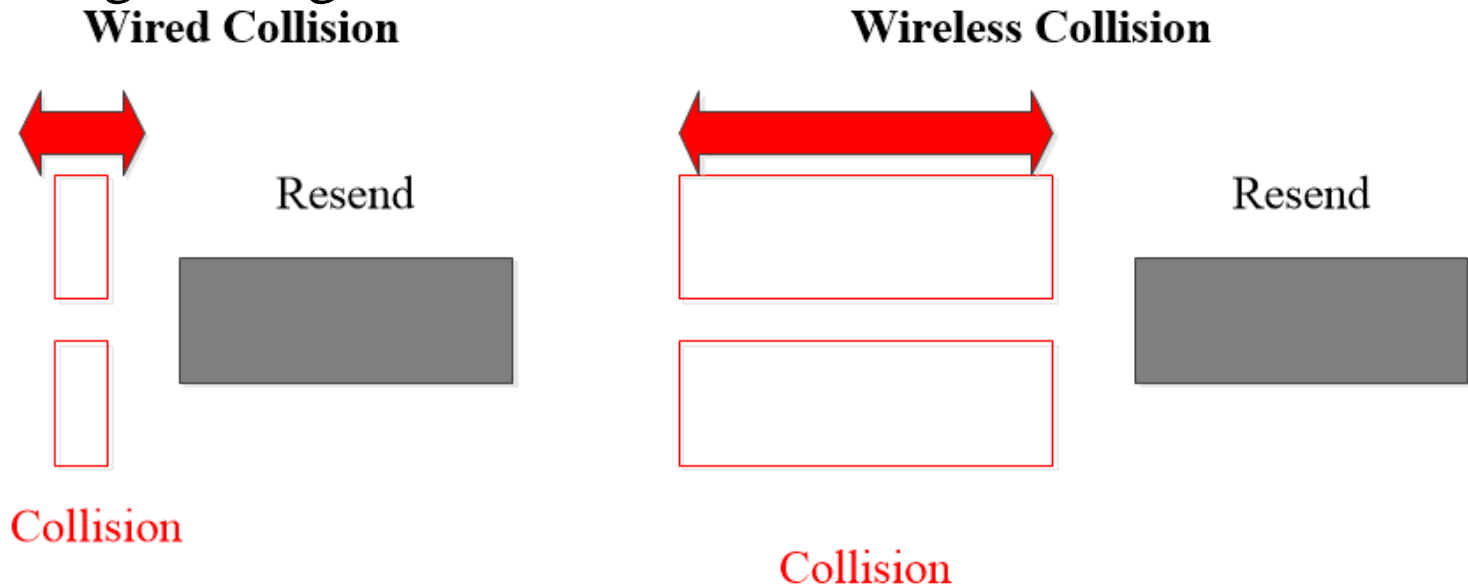 Wired Collision
Wireless Collision
Resend
Resend
Collision
Collision